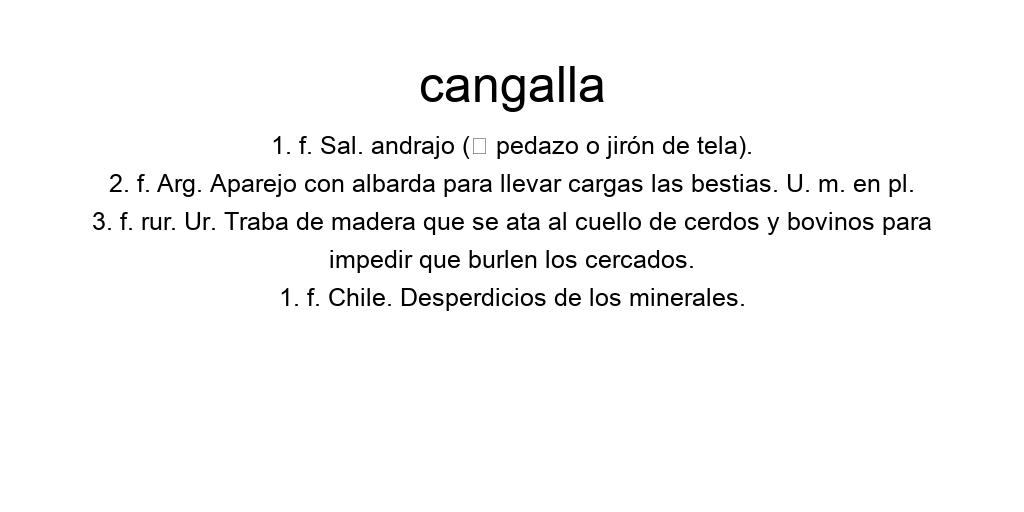 cangalla
1. f. Sal. andrajo (□ pedazo o jirón de tela).
2. f. Arg. Aparejo con albarda para llevar cargas las bestias. U. m. en pl.
3. f. rur. Ur. Traba de madera que se ata al cuello de cerdos y bovinos para
impedir que burlen los cercados.
1. f. Chile. Desperdicios de los minerales.